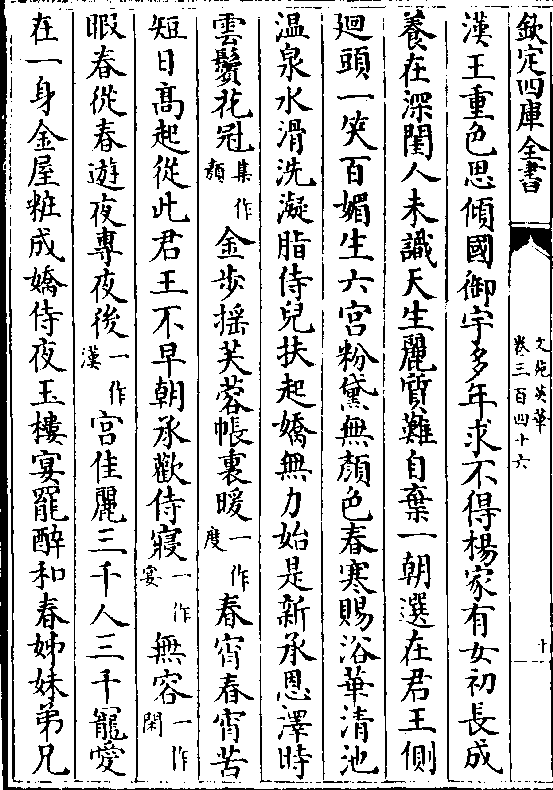 欽定四庫全書
文苑英華
卷三百四十六
十
漢王重色思傾國御宇多年求不得楊家有女初長成
養在深閨人未識天生麗質難自棄一朝選在君王側
廻頭一笑百媚生六宮粉黛無顏色春寒賜浴華清池
温泉水滑洗凝脂侍兒扶起嬌無力始是新承恩澤時
雲鬢花冠集作顏金步揺芙蓉帳裏暖一作度春宵春宵苦
短日髙起從此君王不早朝承歡侍寝一作宴無容一作閑
暇春從春遊夜專夜後一作漢宮佳麗三千人三千寵愛
在一身金屋粧成嬌侍夜玉樓宴罷醉和春姊妹弟兄